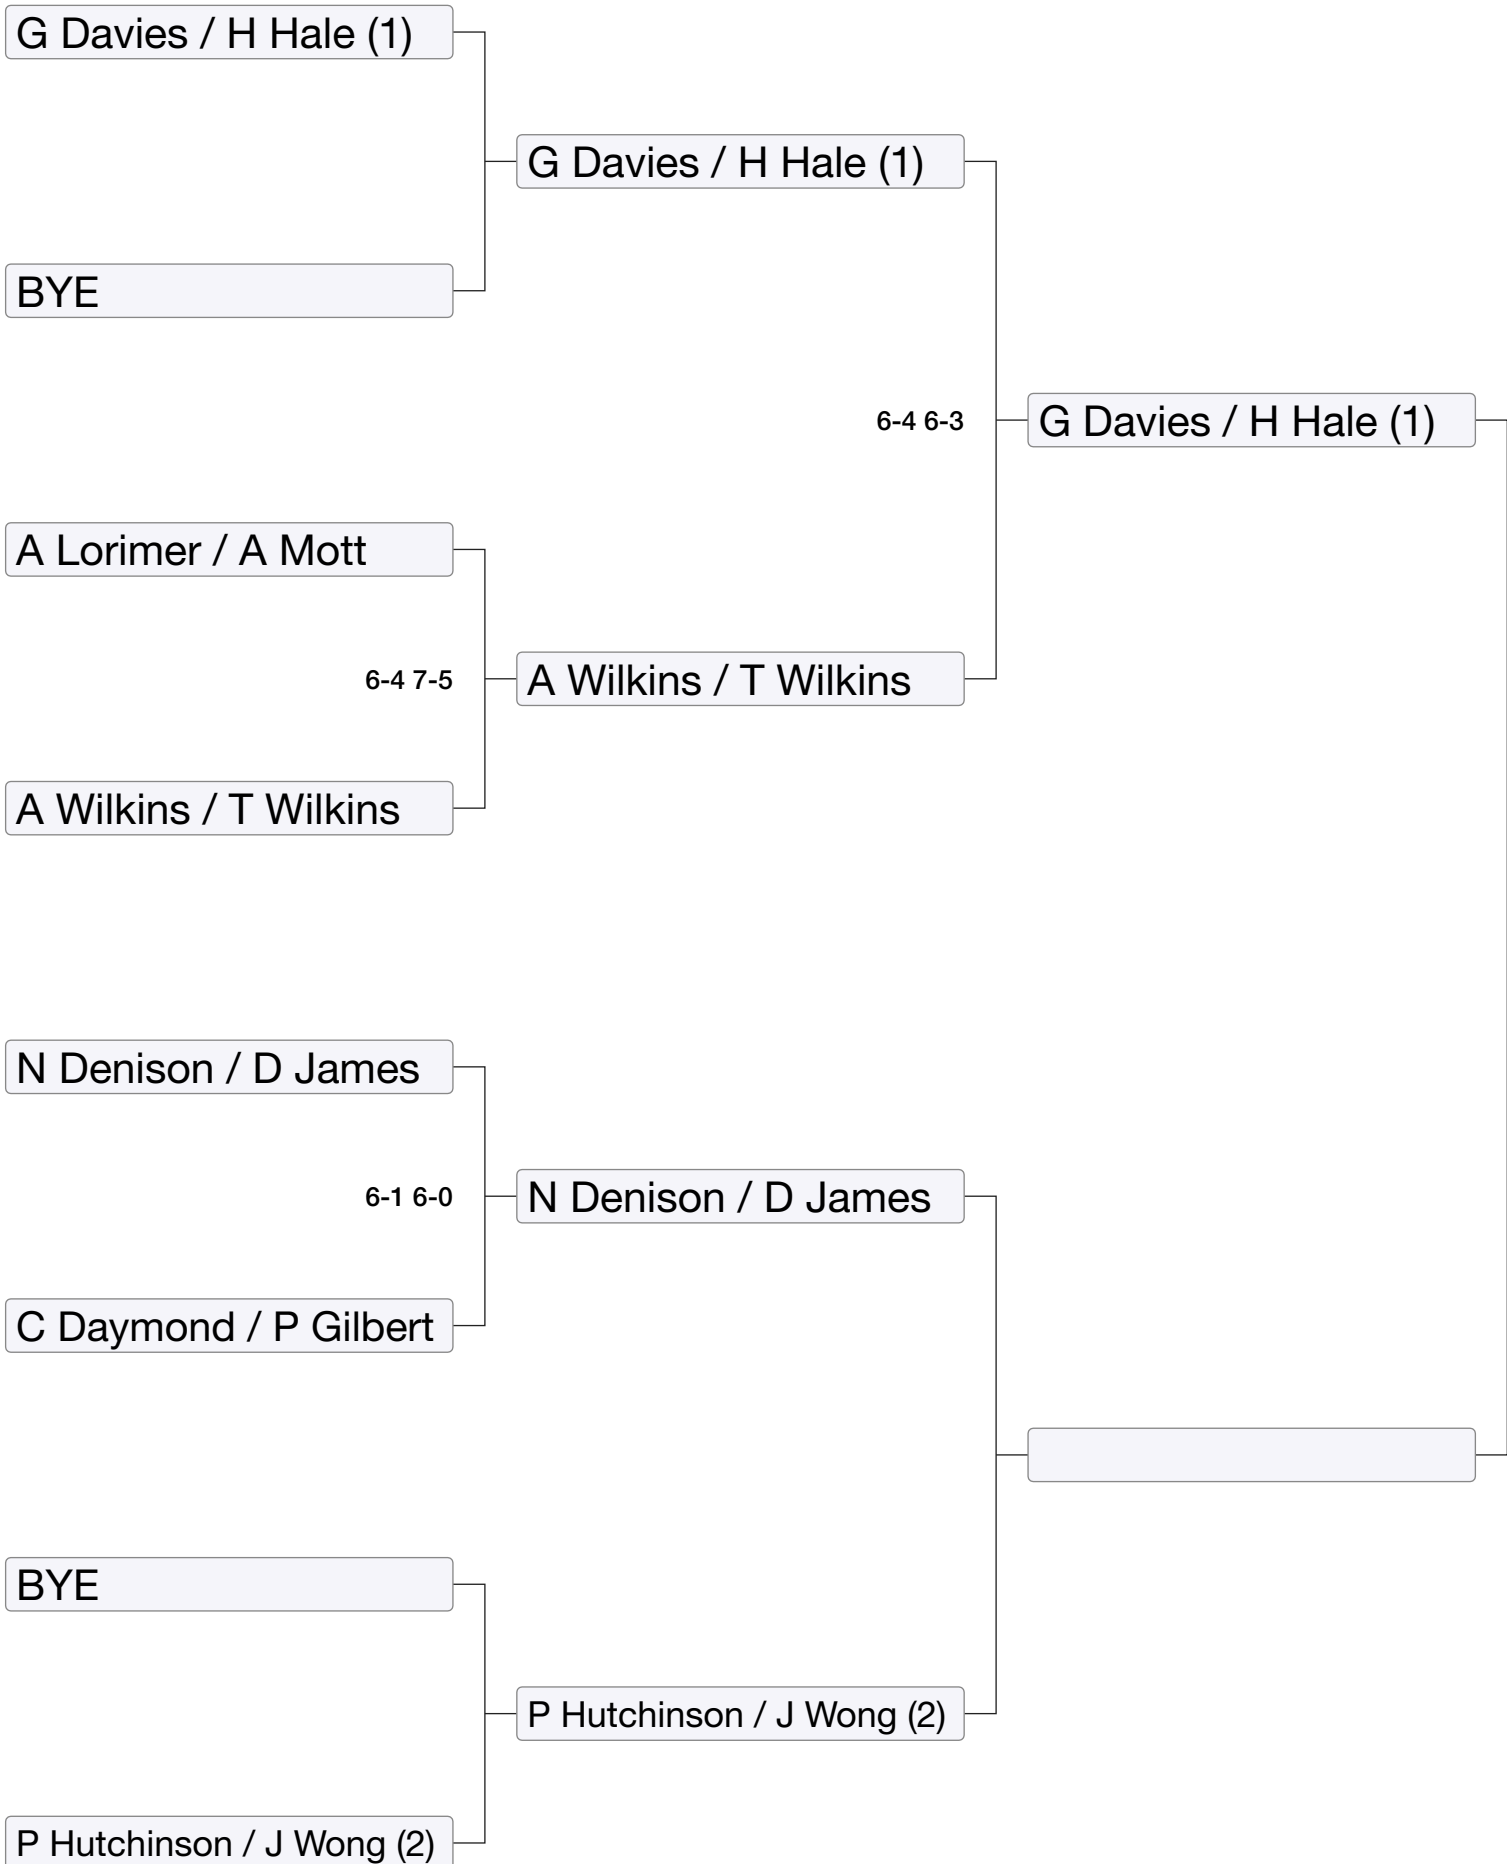 G Davies / H Hale (1)
G Davies / H Hale (1)
BYE
6-4 6-3
G Davies / H Hale (1)
A Lorimer / A Mott
6-4 7-5
A Wilkins / T Wilkins
A Wilkins / T Wilkins
N Denison / D James
6-1 6-0
N Denison / D James
C Daymond / P Gilbert
BYE
P Hutchinson / J Wong (2)
P Hutchinson / J Wong (2)